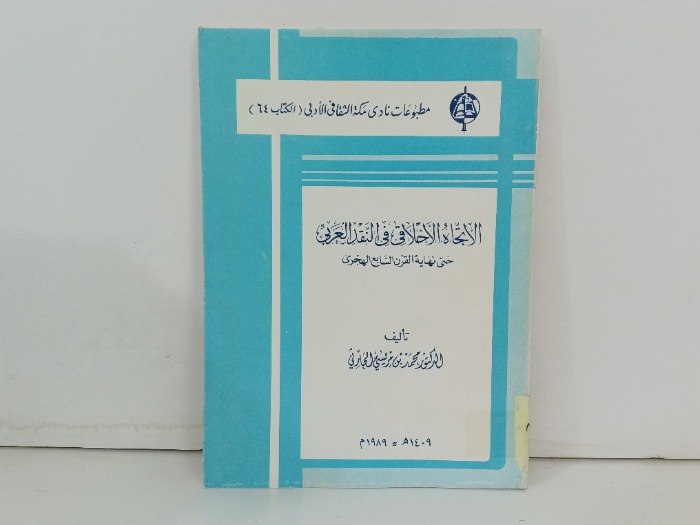 مطبوعات نادي مكة الثقافي الأدبي (الكتاب ٦٤)
الاتجاه الأخلاقي في النقد العربي
حتى نهاية القرن السابع الهجري
تأليف
الدكتور محمد بن مريسي الحارثي
١٤٠٩هـ = ١٩٨٩م